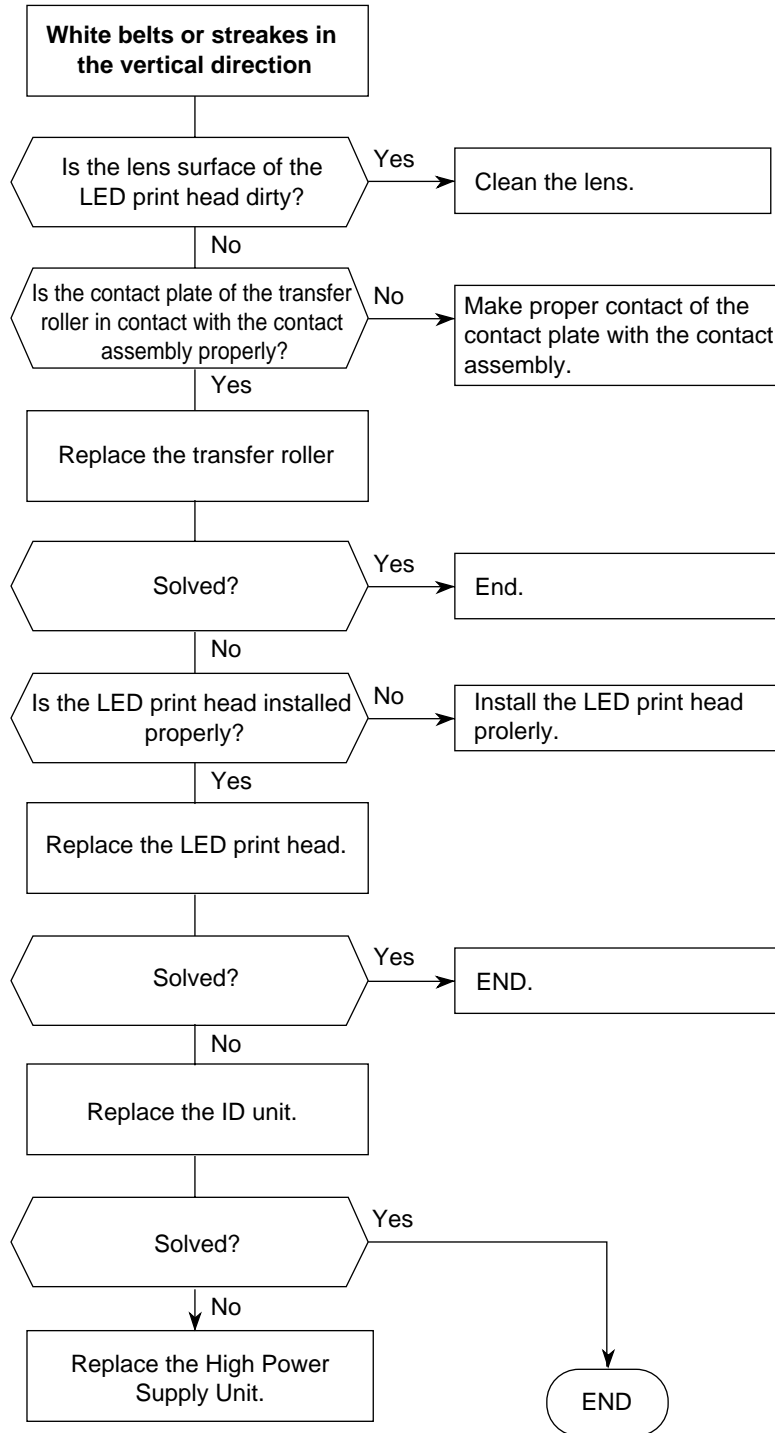 White belts or streakes in
the vertical direction
Is the lens surface of the
LED print head dirty?
Yes
Clean the lens.
No
Is the contact plate of the transfer
roller in contact with the contact
assembly properly?
No
Make proper contact of the
contact plate with the contact
assembly.
Yes
Replace the transfer roller
Solved?
Yes
End.
No
Is the LED print head installed
properly?
No
Install the LED print head
prolerly.
Yes
Replace the LED print head.
Solved?
Yes
END.
No
Replace the ID unit.
Solved?
Yes
No
Replace the High Power
Supply Unit.
END